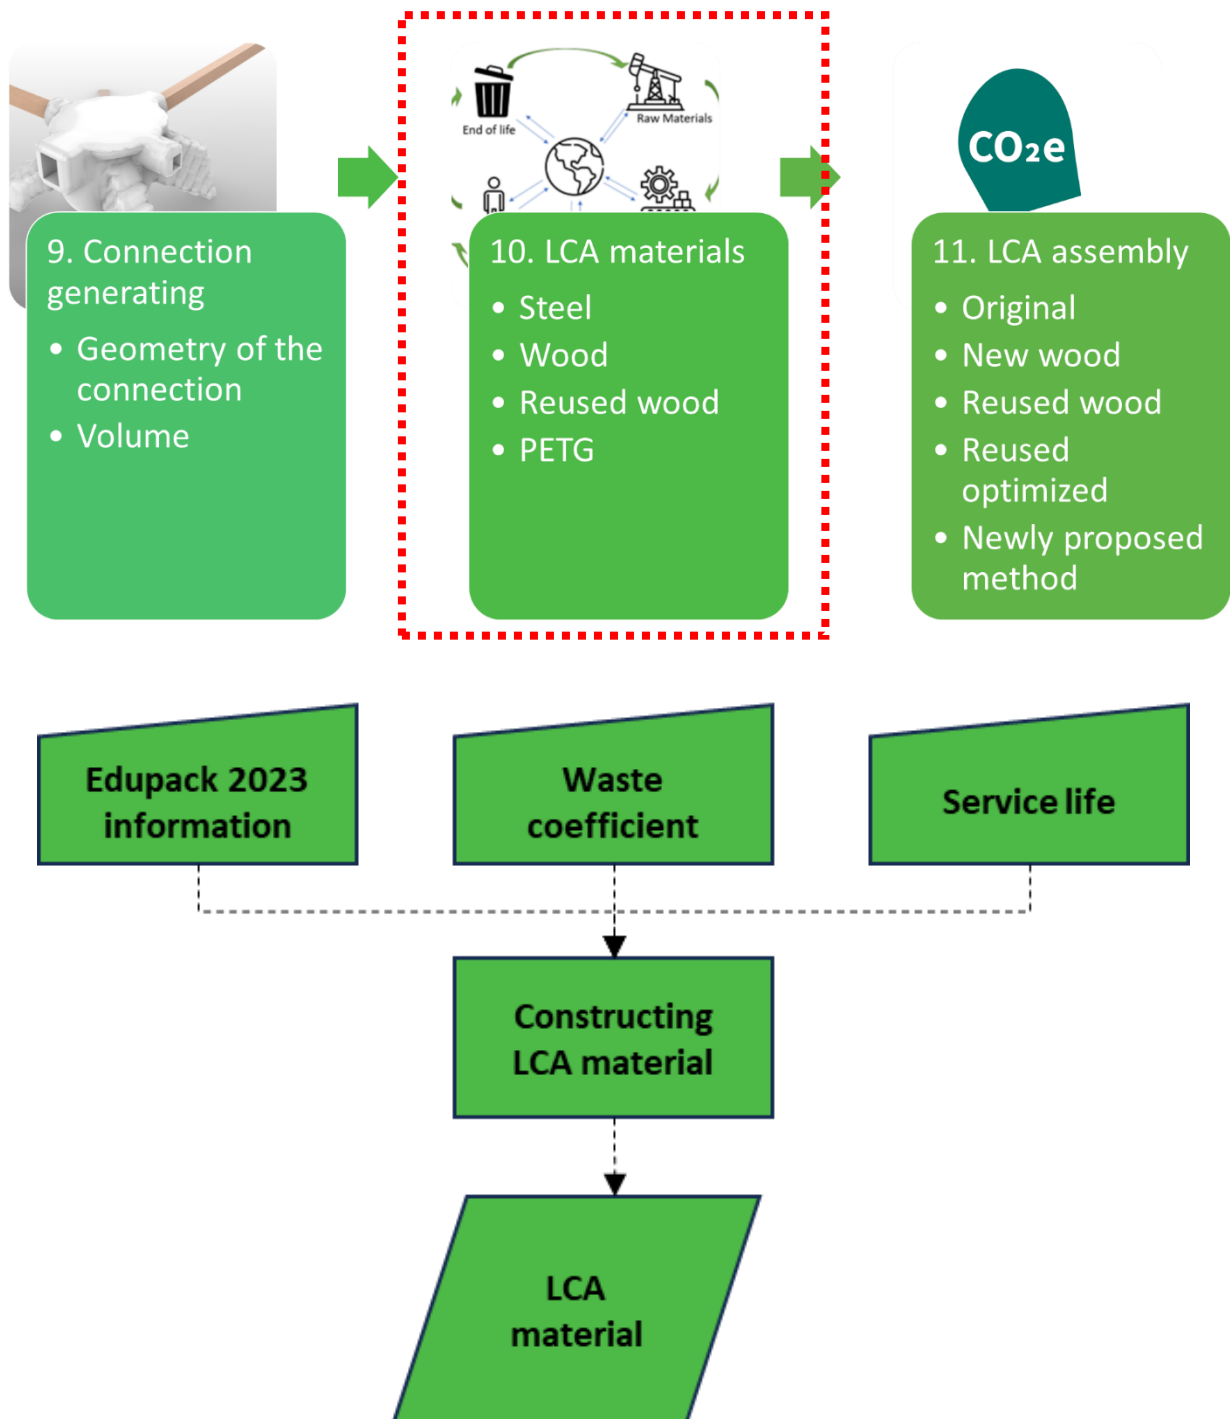 End of life
Raw Materials
CO₂e
9. Connection
generating
• Geometry of the
connection
• Volume
10. LCA materials
• Steel
• Wood
• Reused wood
• PETG
11. LCA assembly
• Original
• New wood
• Reused wood
• Reused
optimized
• Newly proposed
method
Edupack 2023
information
Waste
coefficient
Service life
Constructing
LCA material
LCA
material